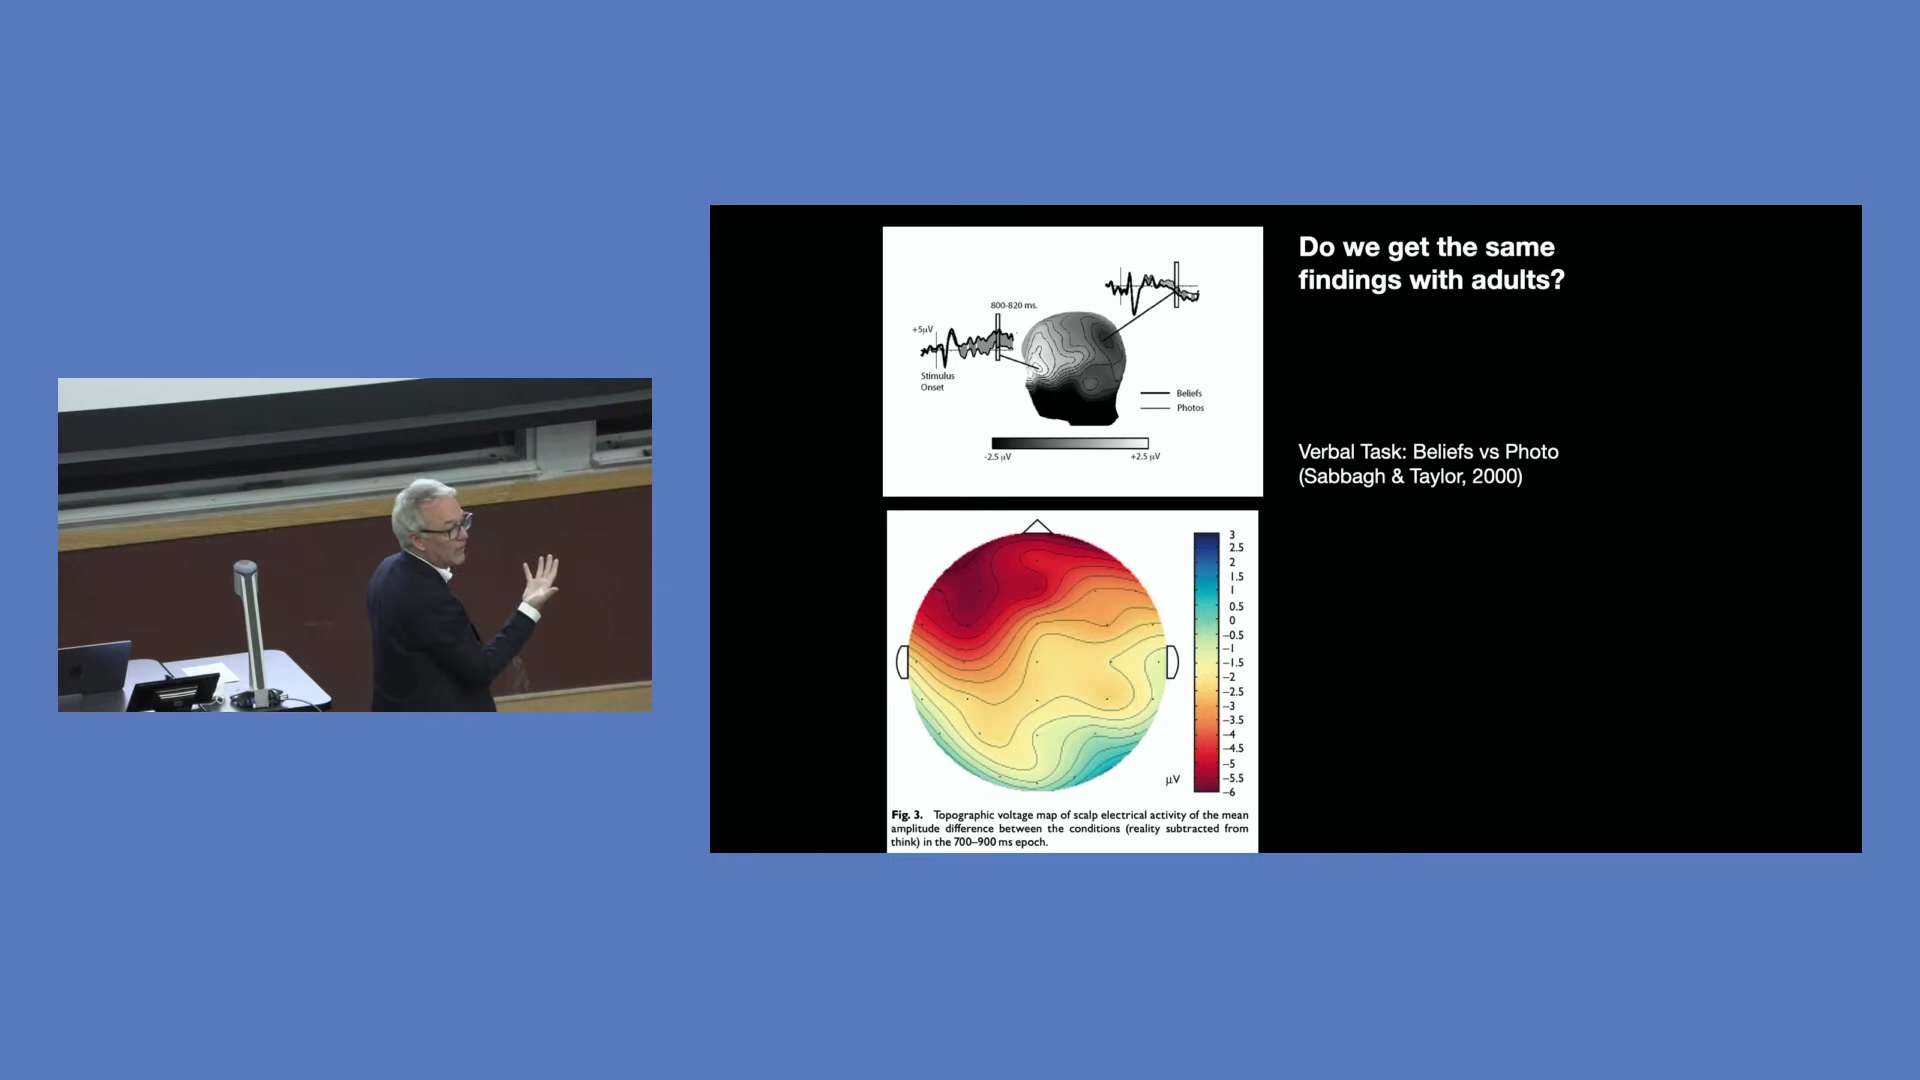 Do we get the same
findings with adults?
800-820 ms.
+5µV
Stimulus
Onset
Beliefs
Photos
-2.5 µV
+2.5 µV
Verbal Task: Beliefs vs Photo
(Sabbagh & Taylor, 2000)
3
2.5
2
1.5
1
0.5
0
–0.5
–1
–1.5
–2
–2.5
–3
–3.5
–4
–4.5
–5
–5.5
–6
µV
Fig. 3. Topographic voltage map of scalp electrical activity of the mean
amplitude difference between the conditions (reality subtracted from
think) in the 700–900 ms epoch.